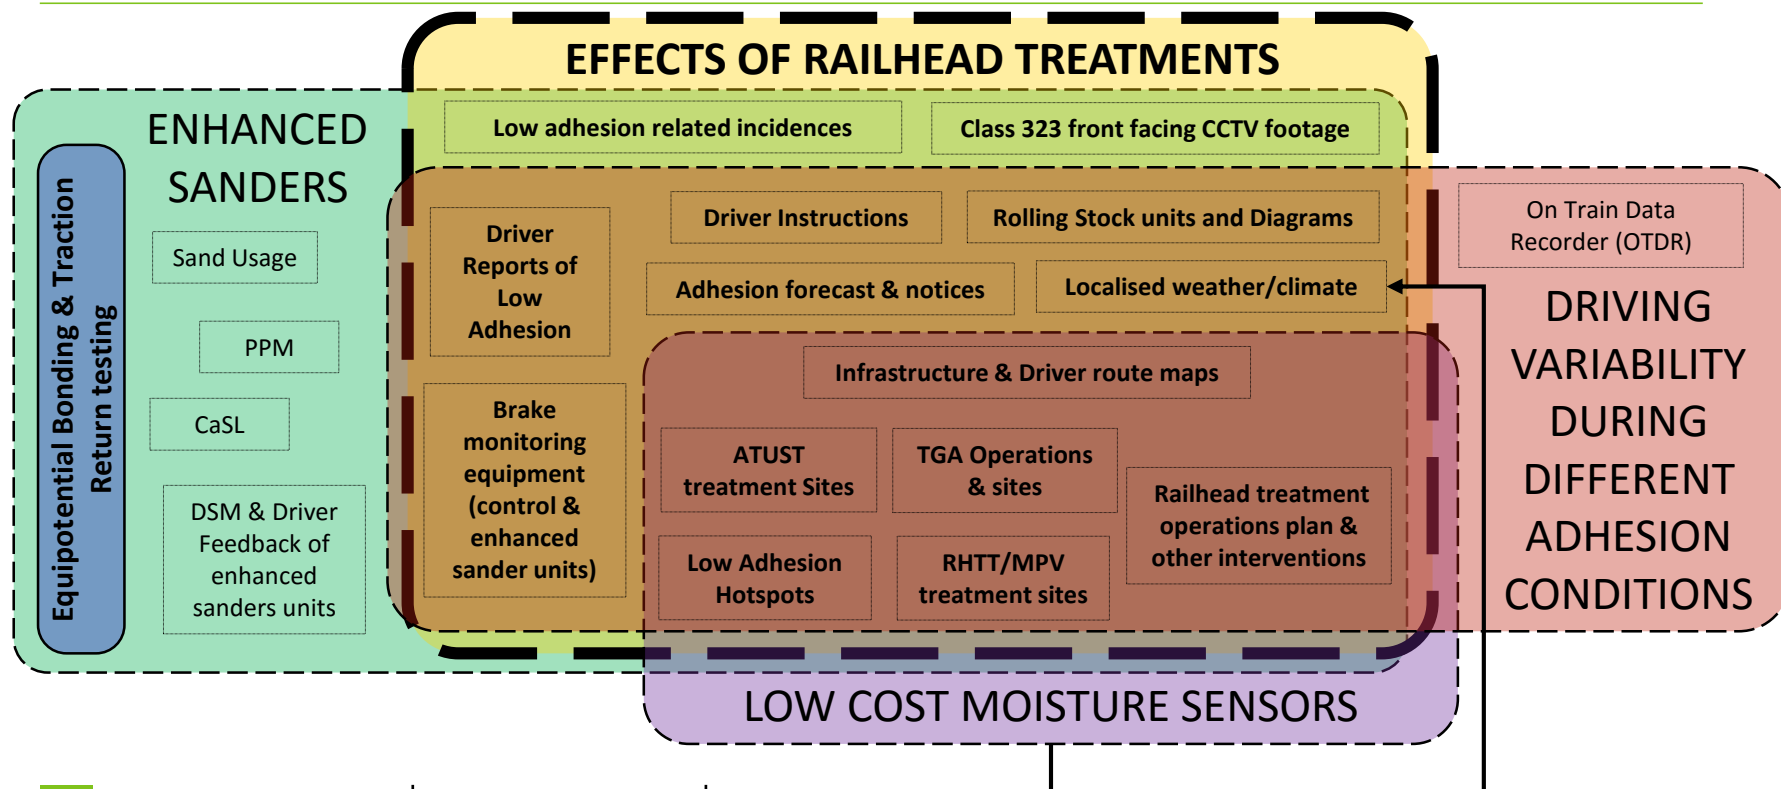 EFFECTS OF RAILHEAD TREATMENTS
ENHANCED
SANDERS
Equipotential Bonding & Traction
Return testing
Sand Usage
PPM
CaSL
DSM & Driver
Feedback of
enhanced
sanders units
Low adhesion related incidences
Class 323 front facing CCTV footage
Driver
Reports of
Low
Adhesion
Driver Instructions
Rolling Stock units and Diagrams
Adhesion forecast & notices
Localised weather/climate
Brake
monitoring
equipment
(control &
enhanced
sander units)
Infrastructure & Driver route maps
ATUST
treatment Sites
TGA Operations
& sites
Railhead treatment
operations plan &
other interventions
Low Adhesion
Hotspots
RHTT/MPV
treatment sites
On Train Data
Recorder (OTDR)
DRIVING
VARIABILITY
DURING
DIFFERENT
ADHESION
CONDITIONS
LOW COST MOISTURE SENSORS